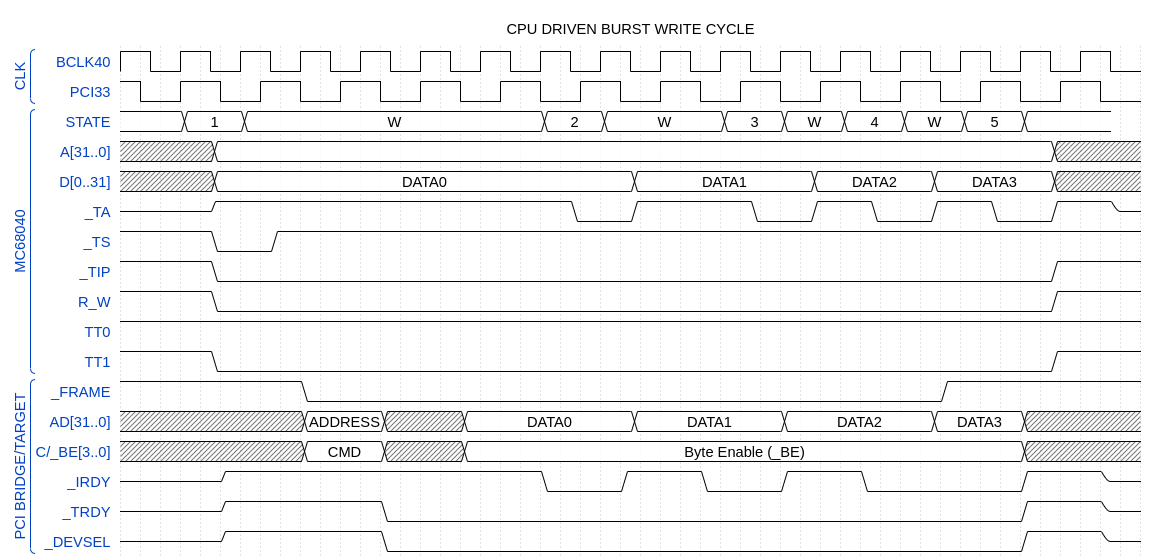 CPU DRIVEN BURST WRITE CYCLE
CLK
BCLK40
PCI33
MC68040
STATE 1 W 2 W 3 W 4 W 5
A[31..0]
D[0..31] DATA0 DATA1 DATA2 DATA3
_TA
_TS
_TIP
R_W
TT0
TT1
PCI BRIDGE/TARGET
_FRAME
AD[31..0] ADDRESS DATA0 DATA1 DATA2 DATA3
C/_BE[3..0] CMD Byte Enable (_BE)
_IRDY
_TRDY
_DEVSEL